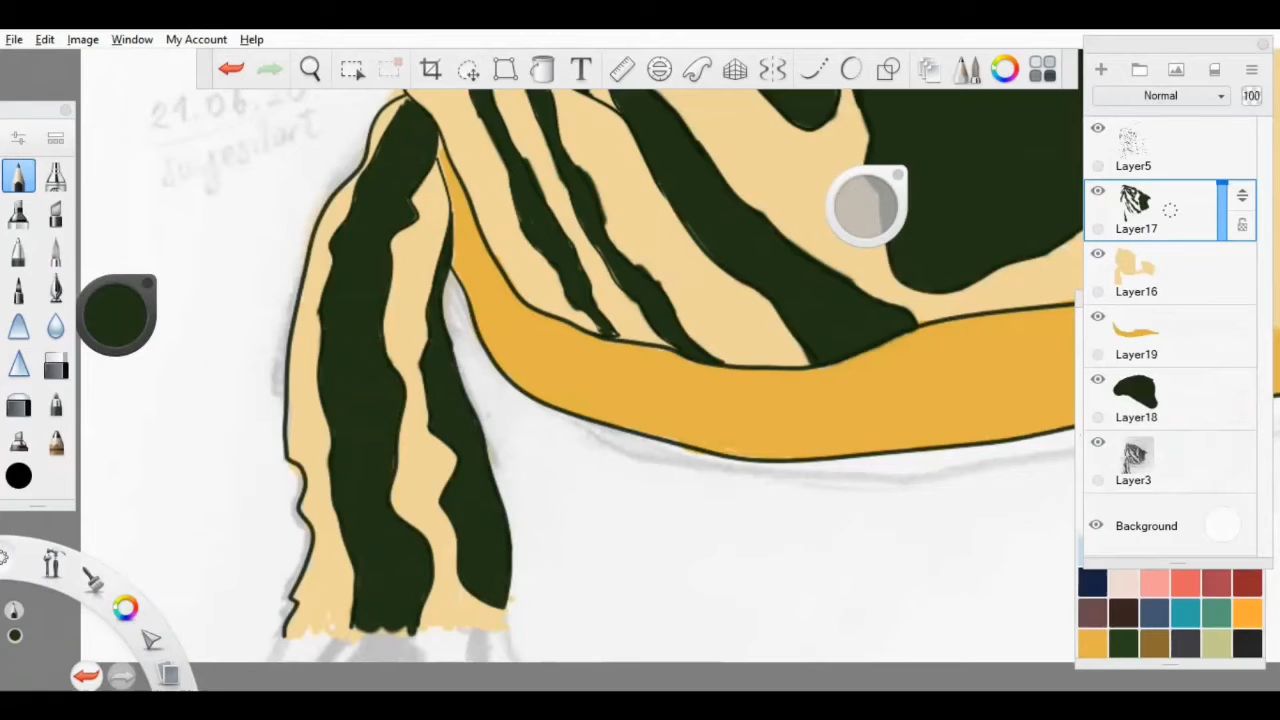 File Edit Image Window My Account Help
Normal 100
Layer5
Layer17
Layer16
Layer19
Layer18
Layer3
Background